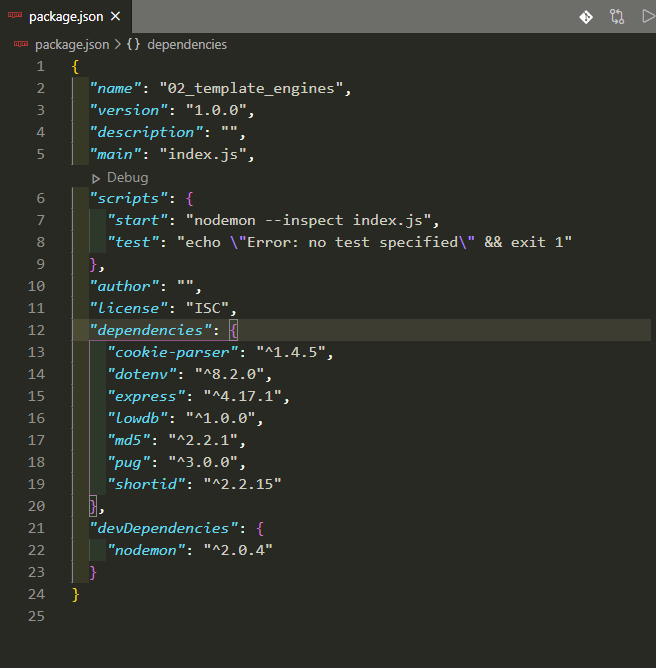 package.json
package.json > {} dependencies
1 {
2 "name": "02_template_engines",
3 "version": "1.0.0",
4 "description": "",
5 "main": "index.js",
Debug
6 "scripts": {
7 "start": "nodemon --inspect index.js",
8 "test": "echo \"Error: no test specified\" && exit 1"
9 },
10 "author": "",
11 "license": "ISC",
12 "dependencies": {
13 "cookie-parser": "^1.4.5",
14 "dotenv": "^8.2.0",
15 "express": "^4.17.1",
16 "lowdb": "^1.0.0",
17 "md5": "^2.2.1",
18 "pug": "^3.0.0",
19 "shortid": "^2.2.15"
20 },
21 "devDependencies": {
22 "nodemon": "^2.0.4"
23 }
24 }
25